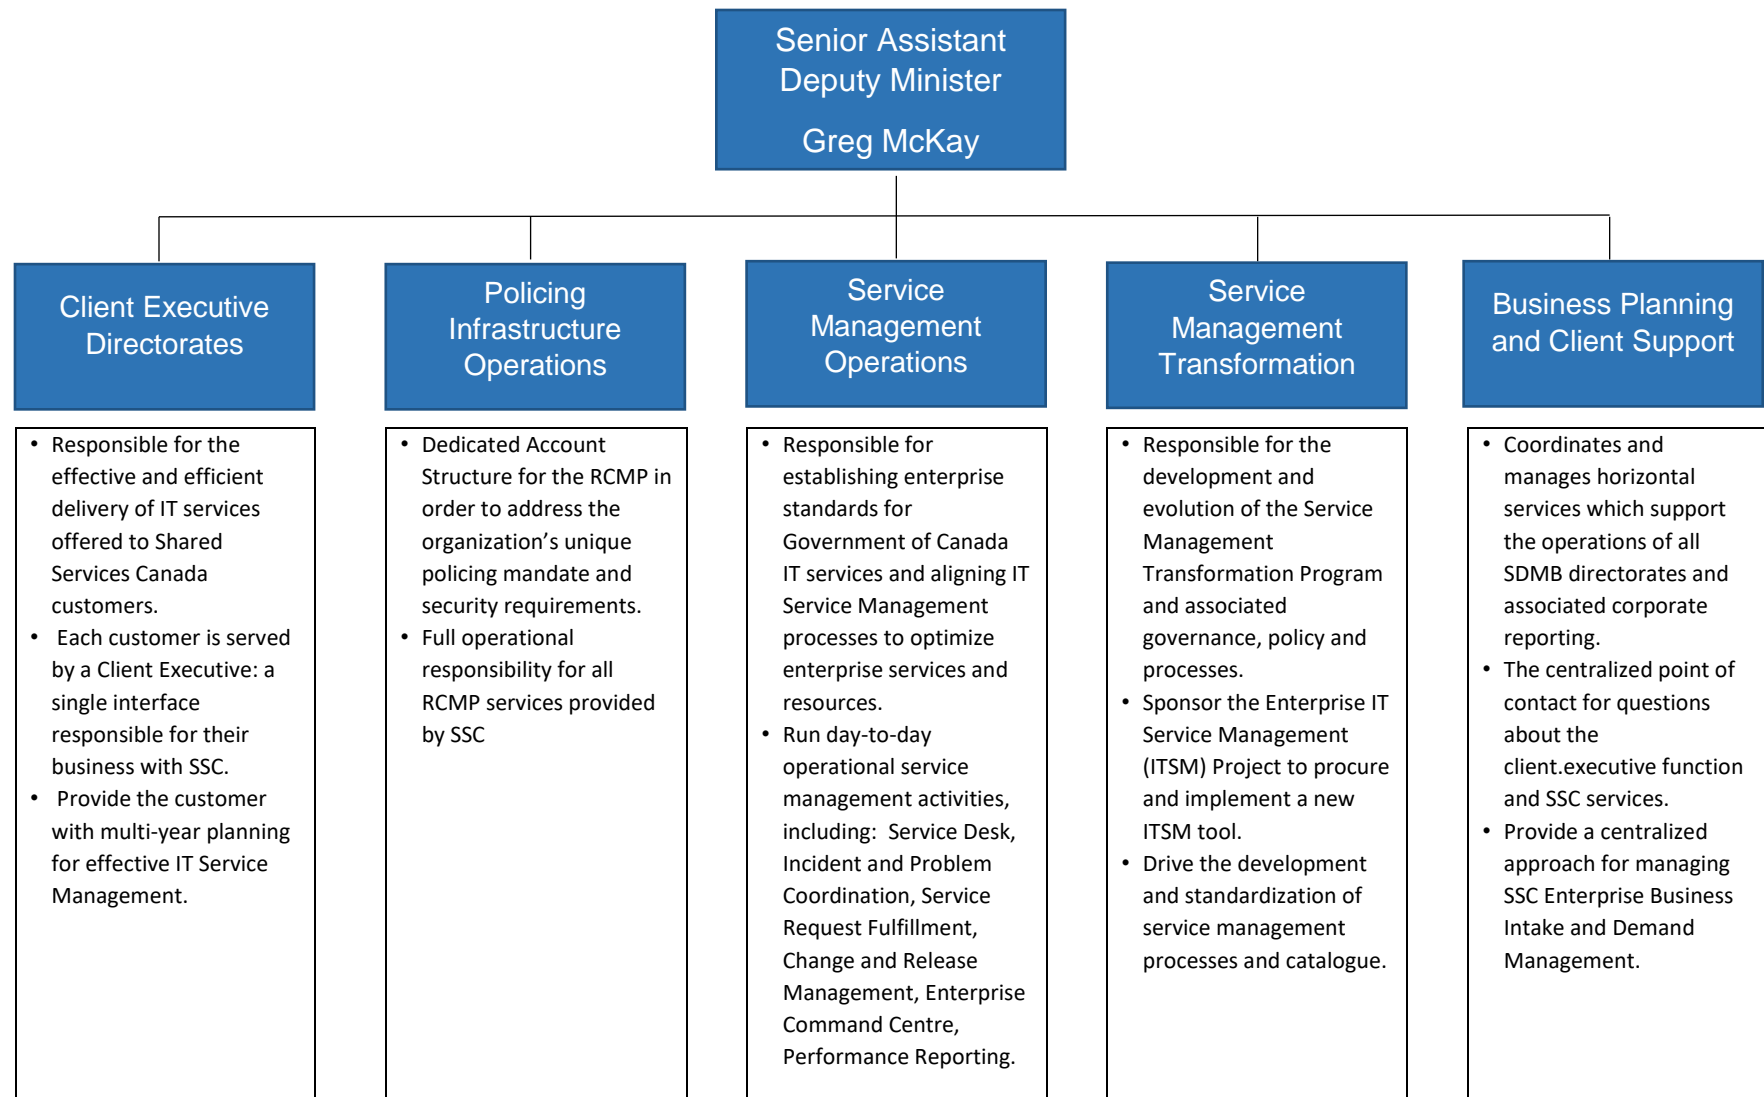 Senior Assistant
Deputy Minister
Greg McKay
Client Executive
Directorates
Policing
Infrastructure
Operations
Service
Management
Operations
Service
Management
Transformation
Business Planning
and Client Support
• Responsible for the
effective and efficient
delivery of IT services
offered to Shared
Services Canada
customers.
• Each customer is served
by a Client Executive: a
single interface
responsible for their
business with SSC.
• Provide the customer
with multi-year planning
for effective IT Service
Management.
• Dedicated Account
Structure for the RCMP in
order to address the
organization’s unique
policing mandate and
security requirements.
• Full operational
responsibility for all
RCMP services provided
by SSC
• Responsible for
establishing enterprise
standards for
Government of Canada
IT services and aligning IT
Service Management
processes to optimize
enterprise services and
resources.
• Run day-to-day
operational service
management activities,
including: Service Desk,
Incident and Problem
Coordination, Service
Request Fulfillment,
Change and Release
Management, Enterprise
Command Centre,
Performance Reporting.
• Responsible for the
development and
evolution of the Service
Management
Transformation Program
and associated
governance, policy and
processes.
• Sponsor the Enterprise IT
Service Management
(ITSM) Project to procure
and implement a new
ITSM tool.
• Drive the development
and standardization of
service management
processes and catalogue.
• Coordinates and
manages horizontal
services which support
the operations of all
SDMB directorates and
associated corporate
reporting.
• The centralized point of
contact for questions
about the
client.executive function
and SSC services.
• Provide a centralized
approach for managing
SSC Enterprise Business
Intake and Demand
Management.